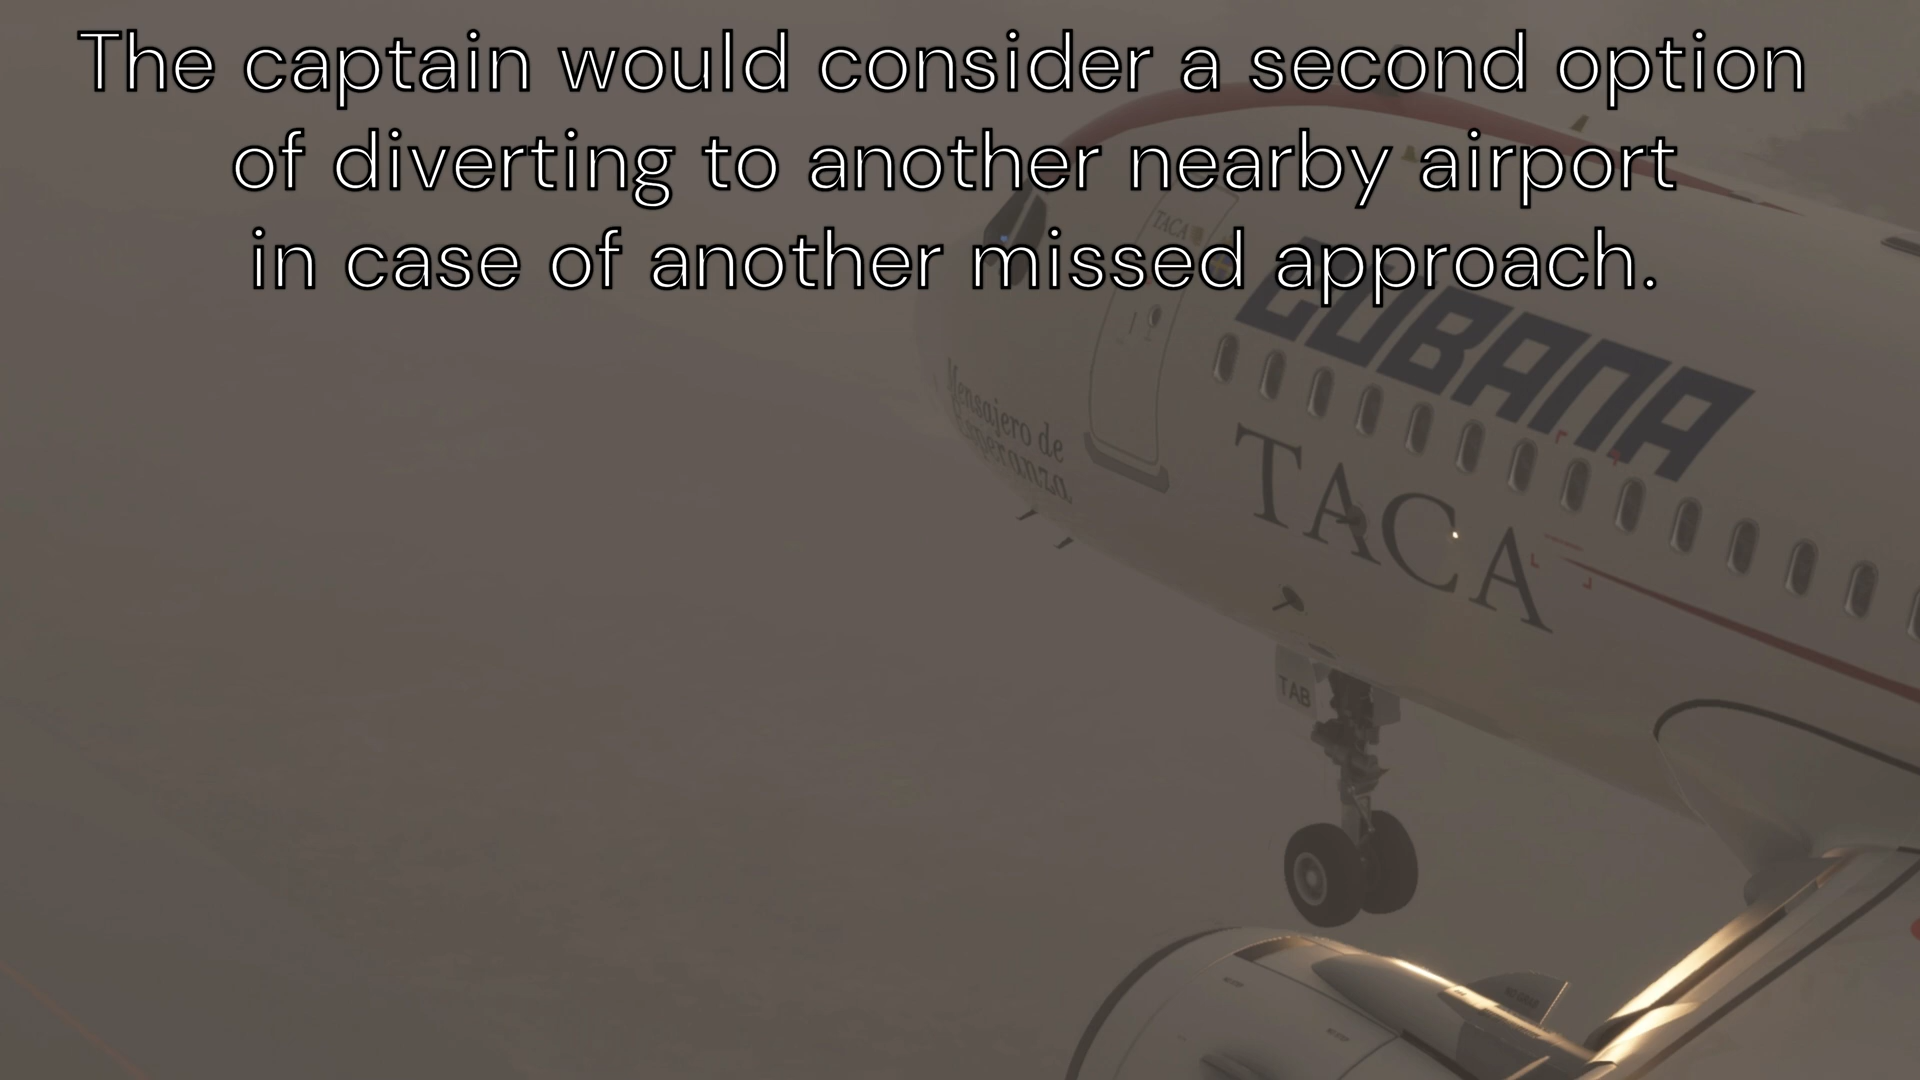 The captain would consider a second option
of diverting to another nearby airport
in case of another missed approach.
TACA
CUBANA
Mensajero de
Esperanza
TACA
TAB